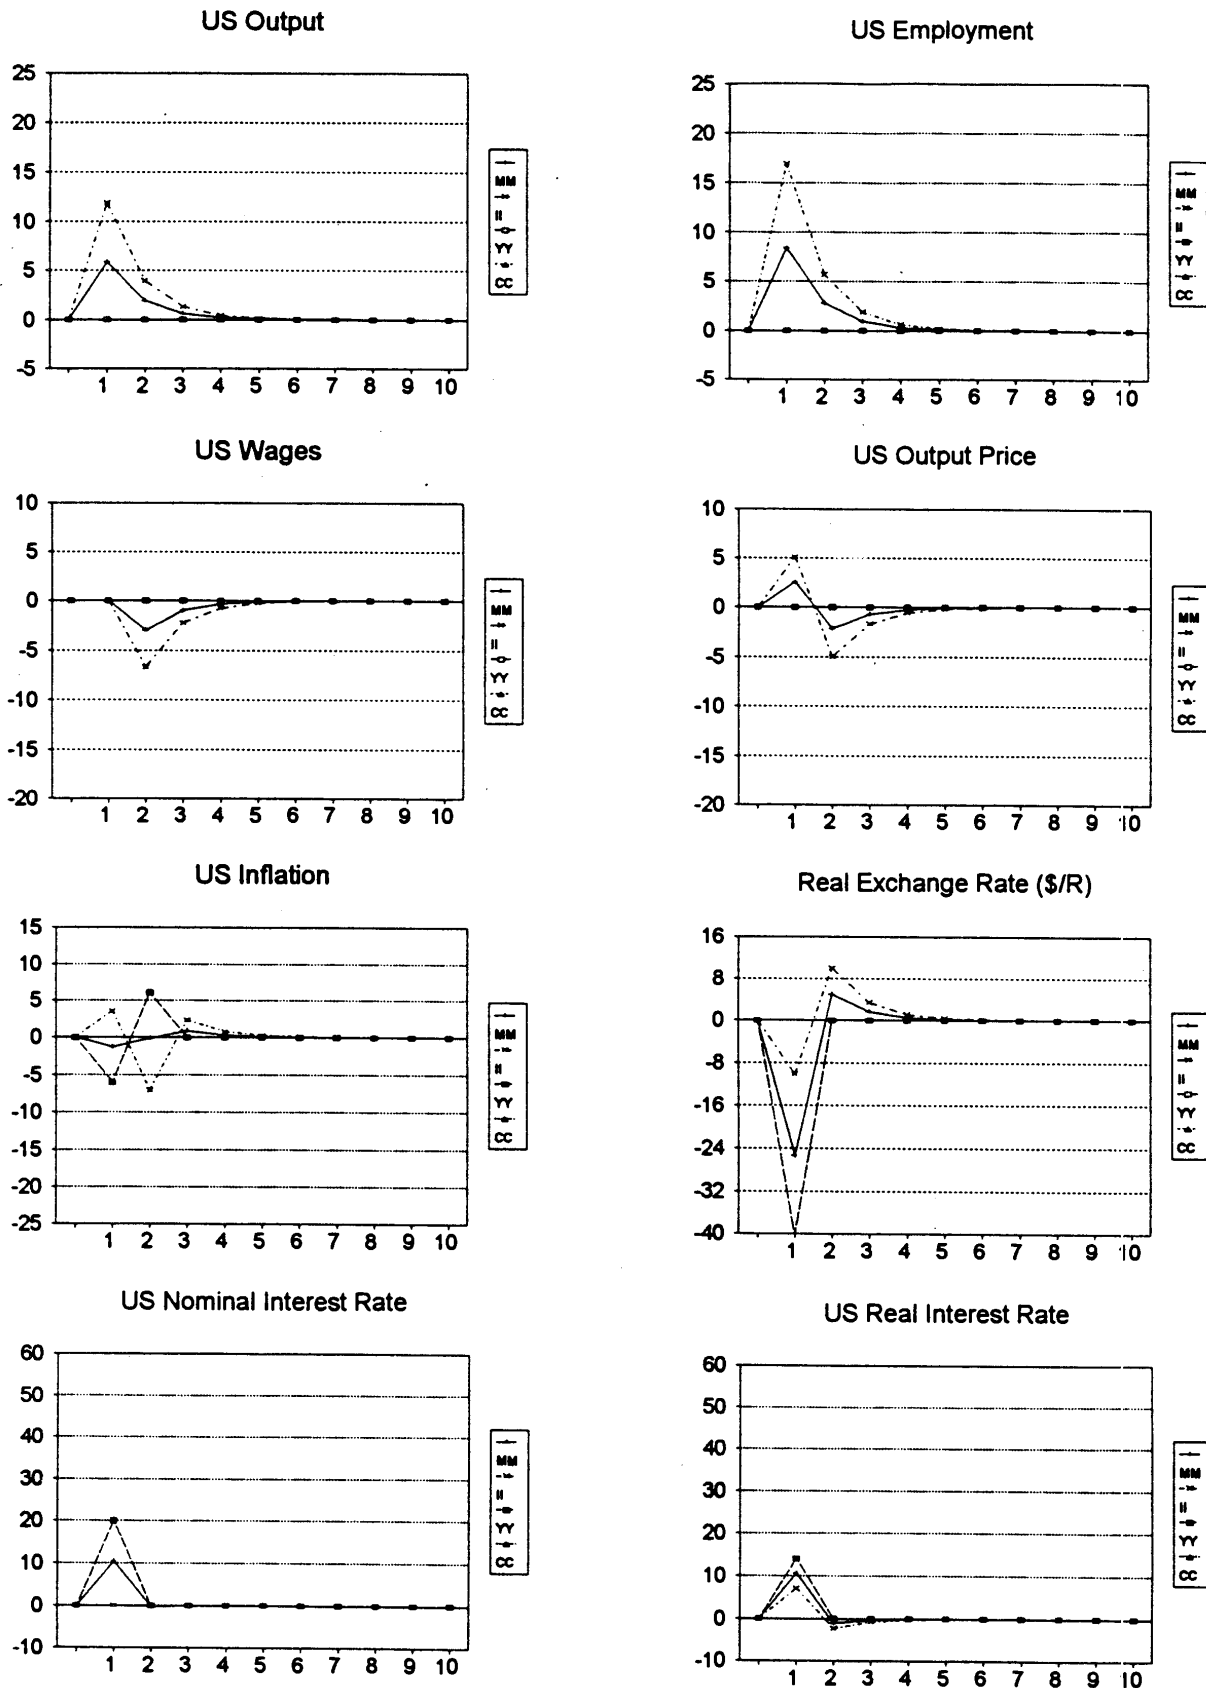 US Output
25
20
15
10
5
0
-5
1 2 3 4 5 6 7 8 9 10
MM
II
YY
CC
US Employment
25
20
15
10
5
0
-5
1 2 3 4 5 6 7 8 9 10
MM
II
YY
CC
US Wages
10
5
0
-5
-10
-15
-20
1 2 3 4 5 6 7 8 9 10
MM
II
YY
CC
US Output Price
10
5
0
-5
-10
-15
-20
1 2 3 4 5 6 7 8 9 10
MM
II
YY
CC
US Inflation
15
10
5
0
-5
-10
-15
-20
-25
1 2 3 4 5 6 7 8 9 10
MM
II
YY
CC
Real Exchange Rate ($/R)
16
8
0
-8
-16
-24
-32
-40
1 2 3 4 5 6 7 8 9 10
MM
II
YY
CC
US Nominal Interest Rate
60
50
40
30
20
10
0
-10
1 2 3 4 5 6 7 8 9 10
MM
II
YY
CC
US Real Interest Rate
60
50
40
30
20
10
0
-10
1 2 3 4 5 6 7 8 9 10
MM
II
YY
CC